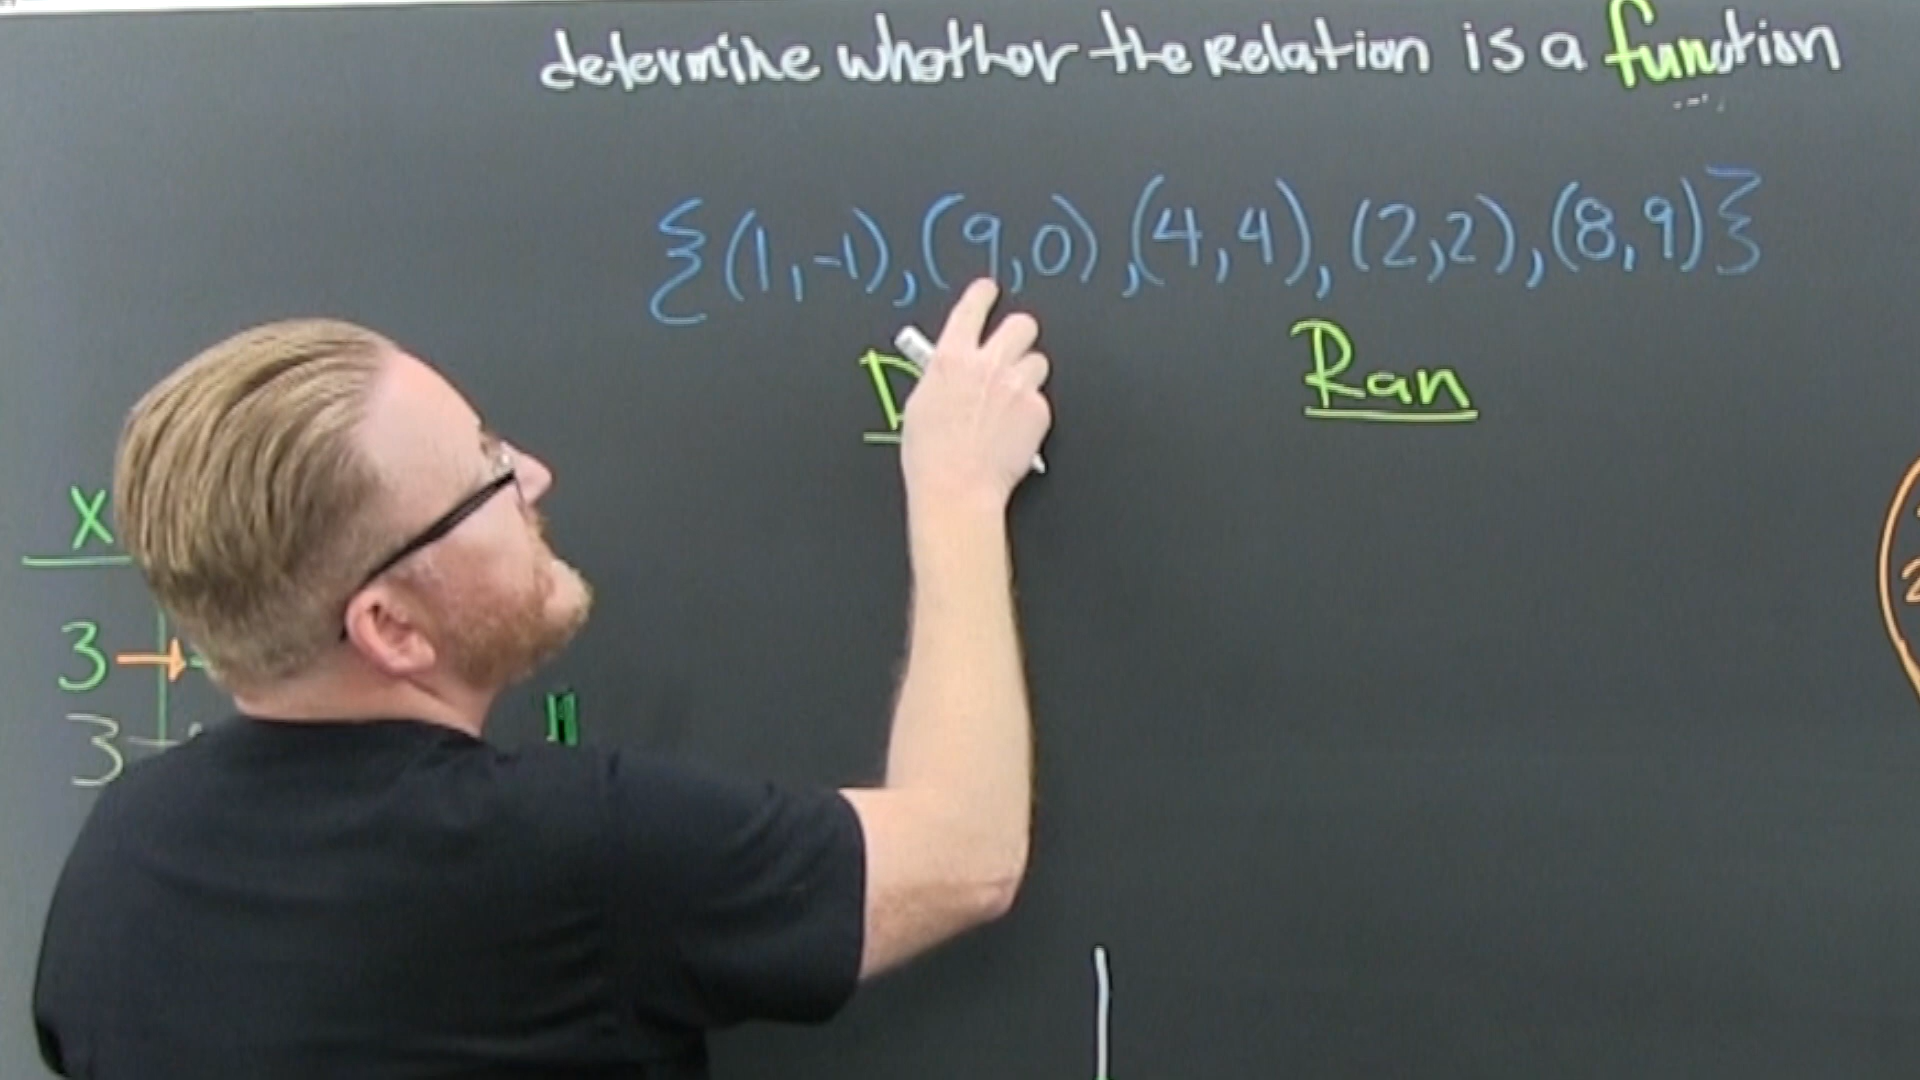 determine whether the Relation is a function
{(1,-1),(9,0),(4,4),(2,2),(8,9)}
D Ran
X
3
3
2